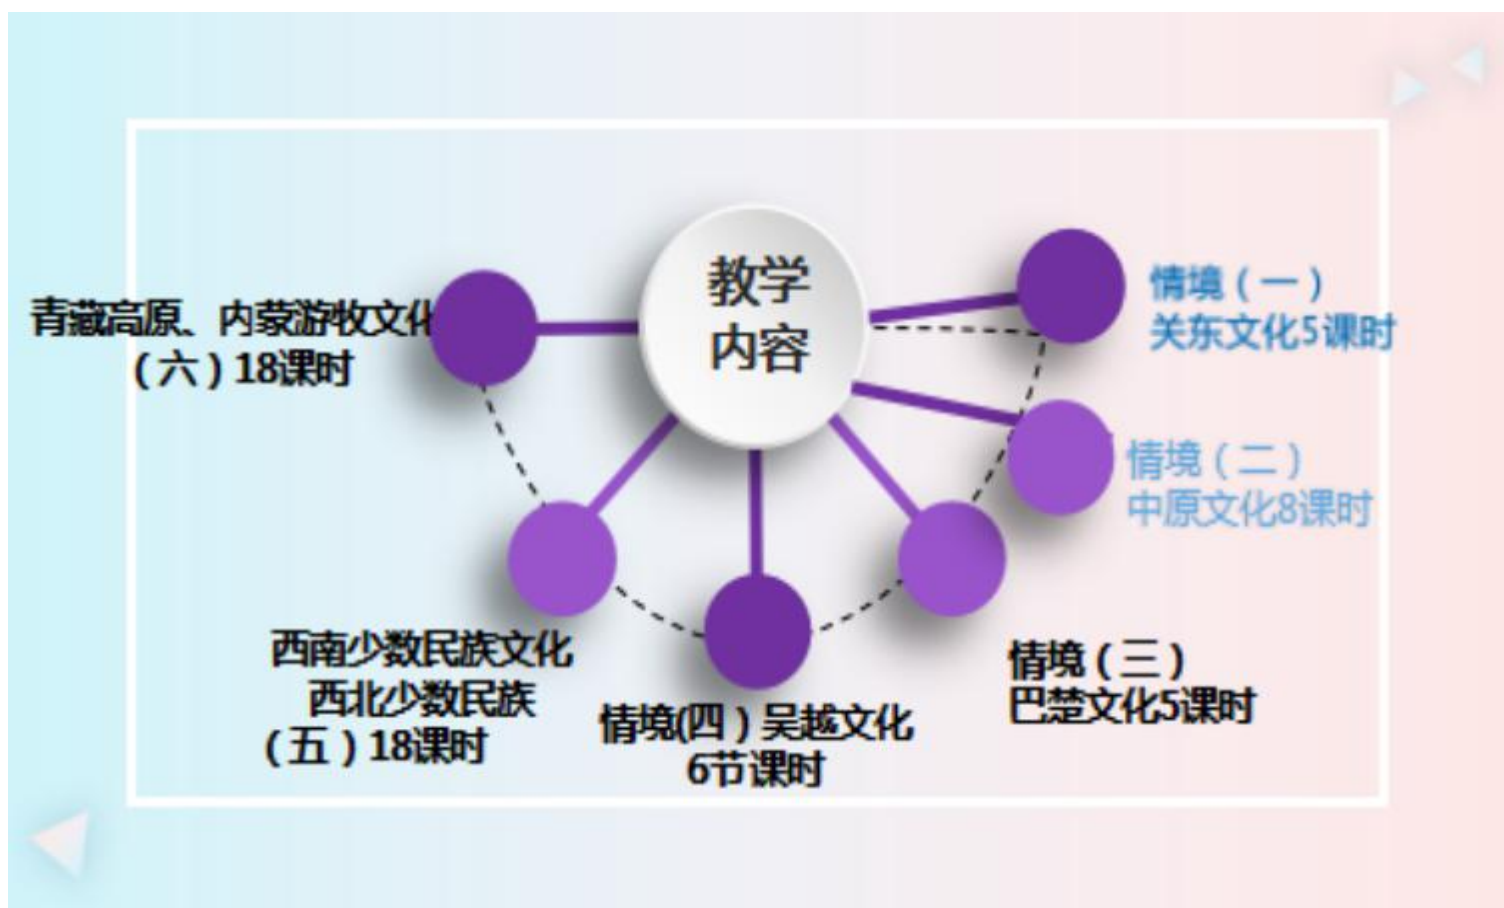 教学
内容
情境（一）
关东文化5课时
情境（二）
中原文化8课时
情境（三）
巴楚文化5课时
情境(四）吴越文化
6节课时
西南少数民族文化
西北少数民族
（五）18课时
青藏高原、内蒙游牧文化
（六）18课时